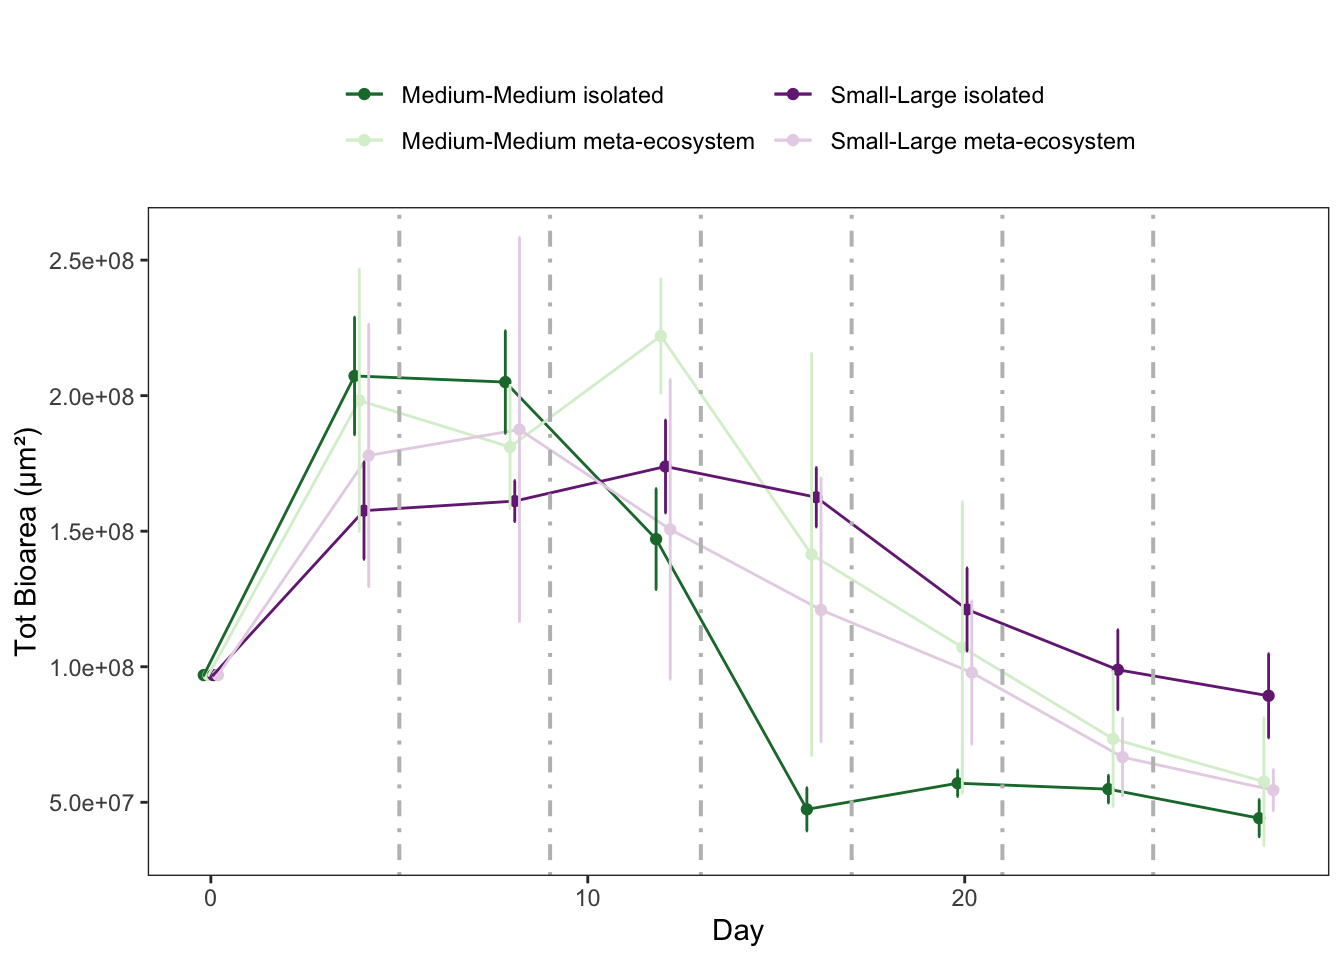 Medium-Medium isolated
Small-Large isolated
Medium-Medium meta-ecosystem
Small-Large meta-ecosystem
Tot Bioarea (μm²)
2.5e+08
2.0e+08
1.5e+08
1.0e+08
5.0e+07
0
10
20
Day